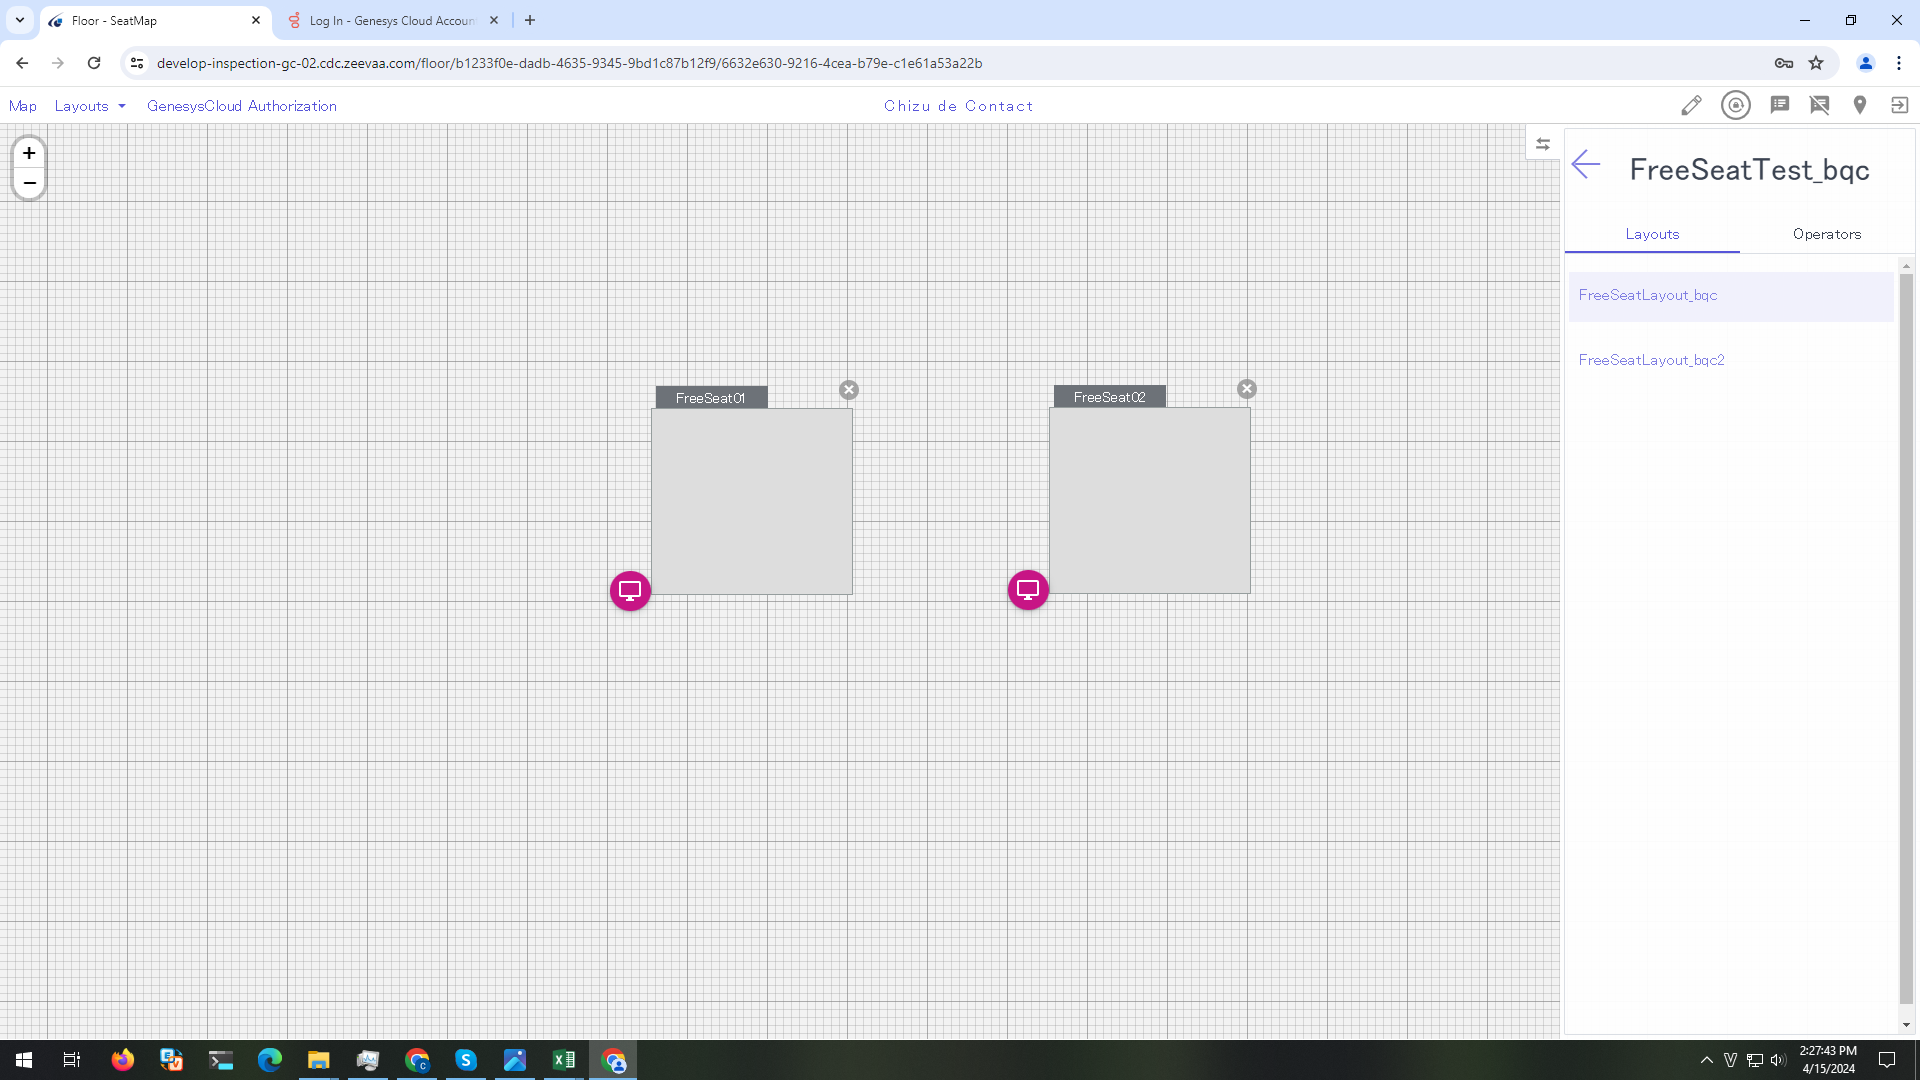 Floor - SeatMap
Log In - Genesys Cloud Accoun
develop-inspection-gc-02.cdc.zeevaa.com/floor/b1233f0e-dadb-4635-9345-9bd1c87b12f9/6632e630-9216-4cea-b79e-c1e61a53a22b
Map Layouts GenesysCloud Authorization Chizu de Contact
+
−
FreeSeatTest_bqc
Layouts Operators
FreeSeatLayout_bqc
FreeSeatLayout_bqc2
FreeSeat01
FreeSeat02
2:27:43 PM
4/15/2024